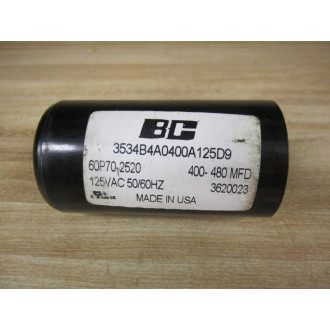 BC
3534B4A0400A125D9
60P70-2520 400-480 MFD
125VAC 50/60HZ 3620023
MADE IN USA